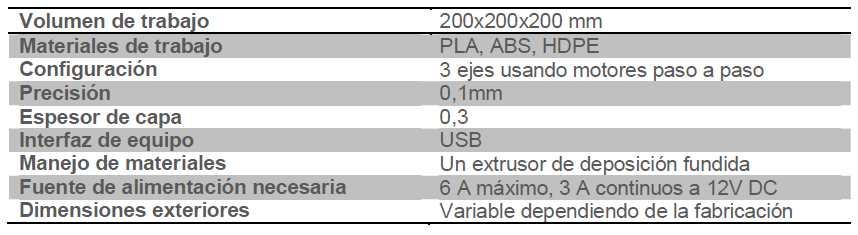 Volumen de trabajo 200x200x200 mm
Materiales de trabajo PLA, ABS, HDPE
Configuración 3 ejes usando motores paso a paso
Precisión 0,1mm
Espesor de capa 0,3
Interfaz de equipo USB
Manejo de materiales Un extrusor de deposición fundida
Fuente de alimentación necesaria 6 A máximo, 3 A continuos a 12V DC
Dimensiones exteriores Variable dependiendo de la fabricación